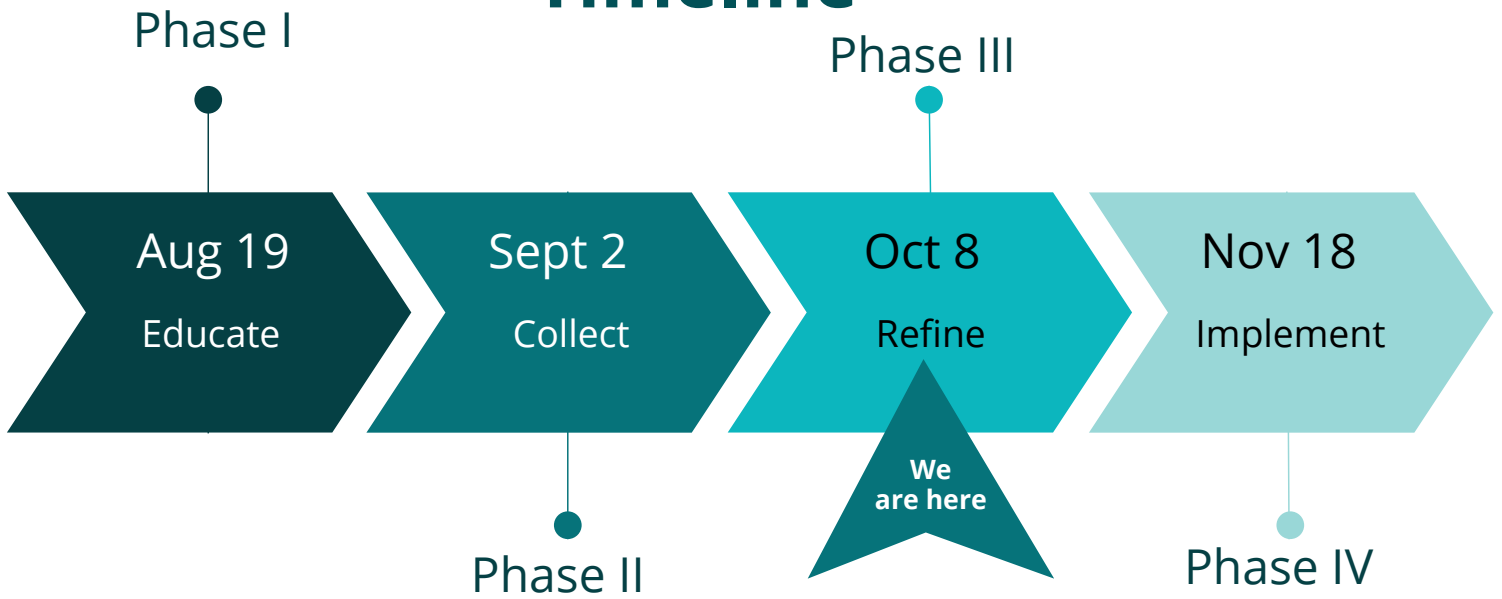 Timeline
Phase I
Phase III
Aug 19
Educate
Sept 2
Collect
Oct 8
Refine
Nov 18
Implement
We
are here
Phase II
Phase IV